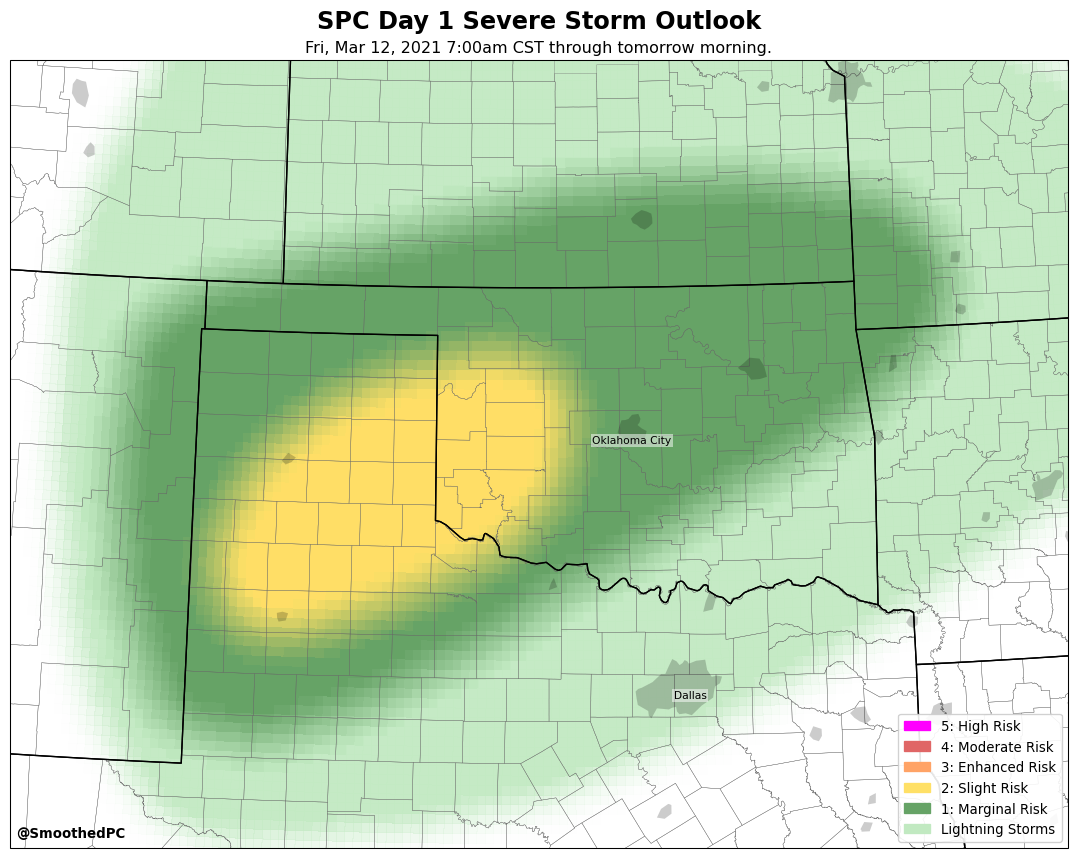 SPC Day 1 Severe Storm Outlook
Fri, Mar 12, 2021 7:00am CST through tomorrow morning.
Oklahoma City
Dallas
5: High Risk
4: Moderate Risk
3: Enhanced Risk
2: Slight Risk
1: Marginal Risk
Lightning Storms
@SmoothedPC